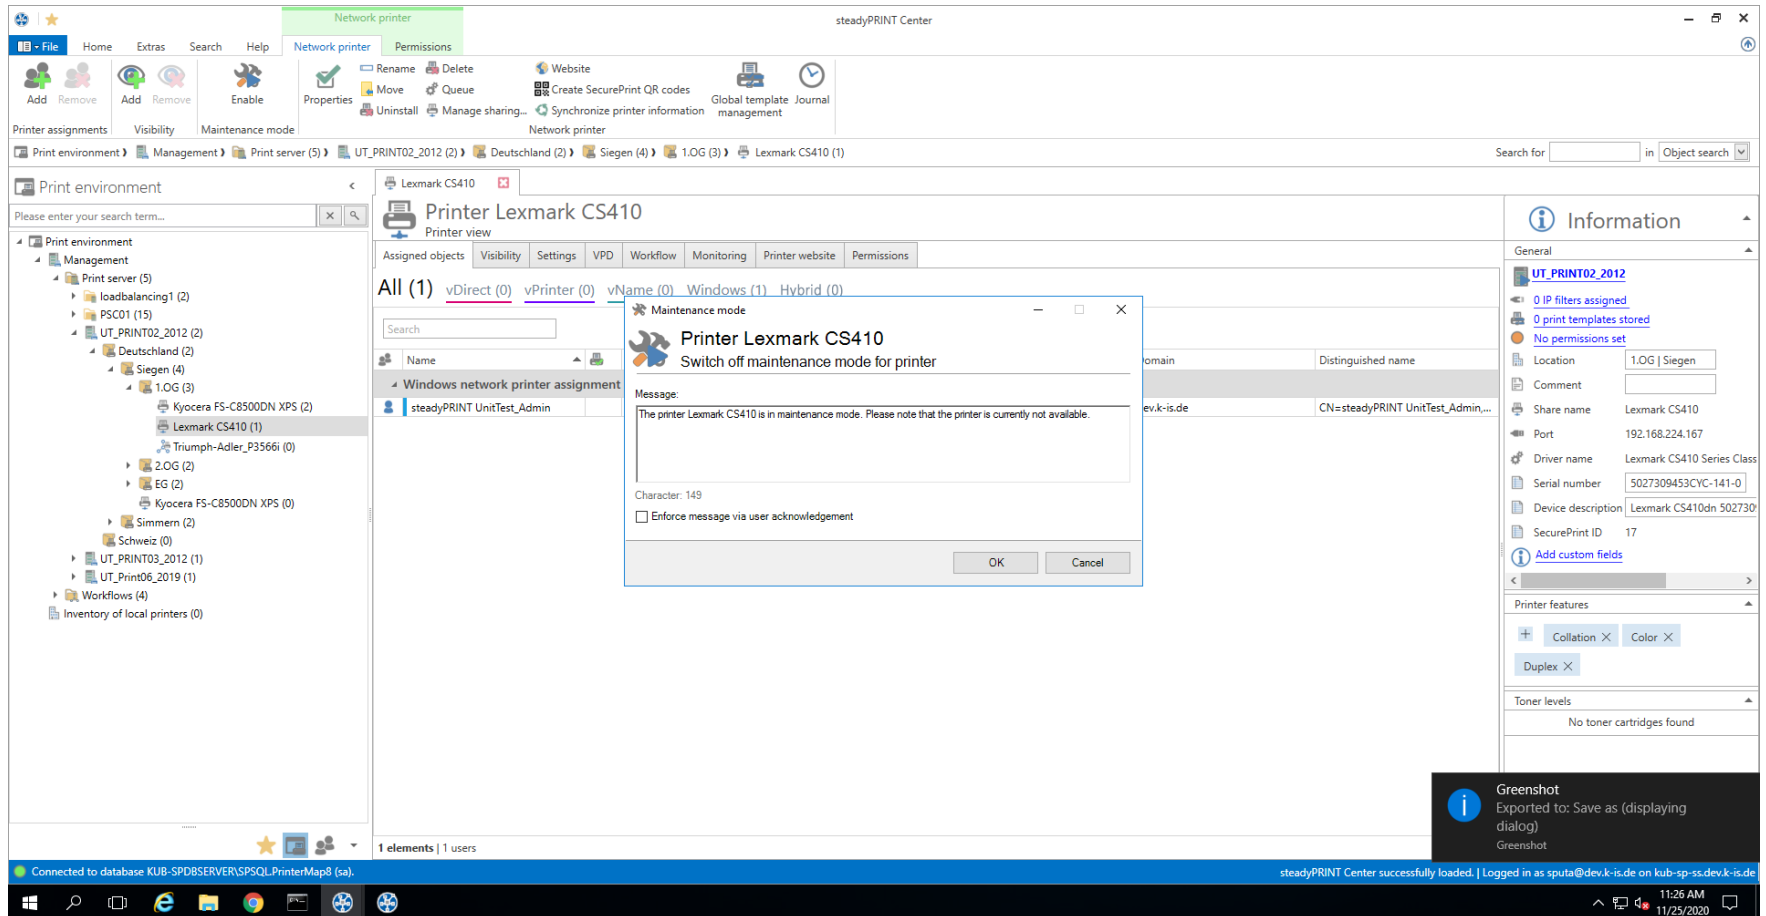 Network printer
steadyPRINT Center
File Home Extras Search Help Network printer Permissions
Add Remove
Printer assignments
Add Remove
Visibility
Enable
Maintenance mode
Properties
Rename Delete Website
Move Queue Create SecurePrint QR codes
Uninstall Manage sharing... Synchronize printer information
Global template management
Journal
Network printer
Print environment Management Print server (5) UT_PRINT02_2012 (2) Deutschland (2) Siegen (4) 1.OG (3) Lexmark CS410 (1)
Search for in Object search
Print environment
Please enter your search term...
Print environment
Management
Print server (5)
loadbalancing1 (2)
PSC01 (15)
UT_PRINT02_2012 (2)
Deutschland (2)
Siegen (4)
1.OG (3)
Kyocera FS-C8500DN XPS (2)
Lexmark CS410 (1)
Triumph-Adler_P3566i (0)
2.OG (2)
EG (2)
Kyocera FS-C8500DN XPS (0)
Simmern (2)
Schweiz (0)
UT_PRINT03_2012 (1)
UT_Print06_2019 (1)
Workflows (4)
Inventory of local printers (0)
Lexmark CS410
Printer Lexmark CS410
Printer view
Assigned objects Visibility Settings VPD Workflow Monitoring Printer website Permissions
All (1) vDirect (0) vPrinter (0) vName (0) Windows (1) Hybrid (0)
Search
Name
omain
Distinguished name
Windows network printer assignment
steadyPRINT UnitTest_Admin
ev.k-is.de
CN=steadyPRINT UnitTest_Admin,...
Maintenance mode
Printer Lexmark CS410
Switch off maintenance mode for printer
Message:
The printer Lexmark CS410 is in maintenance mode. Please note that the printer is currently not available.
Character: 149
Enforce message via user acknowledgement
OK Cancel
Information
General
UT_PRINT02_2012
0 IP filters assigned
0 print templates stored
No permissions set
Location 1.OG | Siegen
Comment
Share name Lexmark CS410
Port 192.168.224.167
Driver name Lexmark CS410 Series Class
Serial number 5027309453CYC-141-0
Device description Lexmark CS410dn 502730
SecurePrint ID 17
Add custom fields
Printer features
Collation Color
Duplex
Toner levels
No toner cartridges found
Greenshot
Exported to: Save as (displaying
dialog)
Greenshot
1 elements | 1 users
Connected to database KUB-SPDBSERVER\SPSQL.PrinterMap8 (sa).
steadyPRINT Center successfully loaded. | Logged in as sputa@dev.k-is.de on kub-sp-ss.dev.k-is.de
11:26 AM
11/25/2020